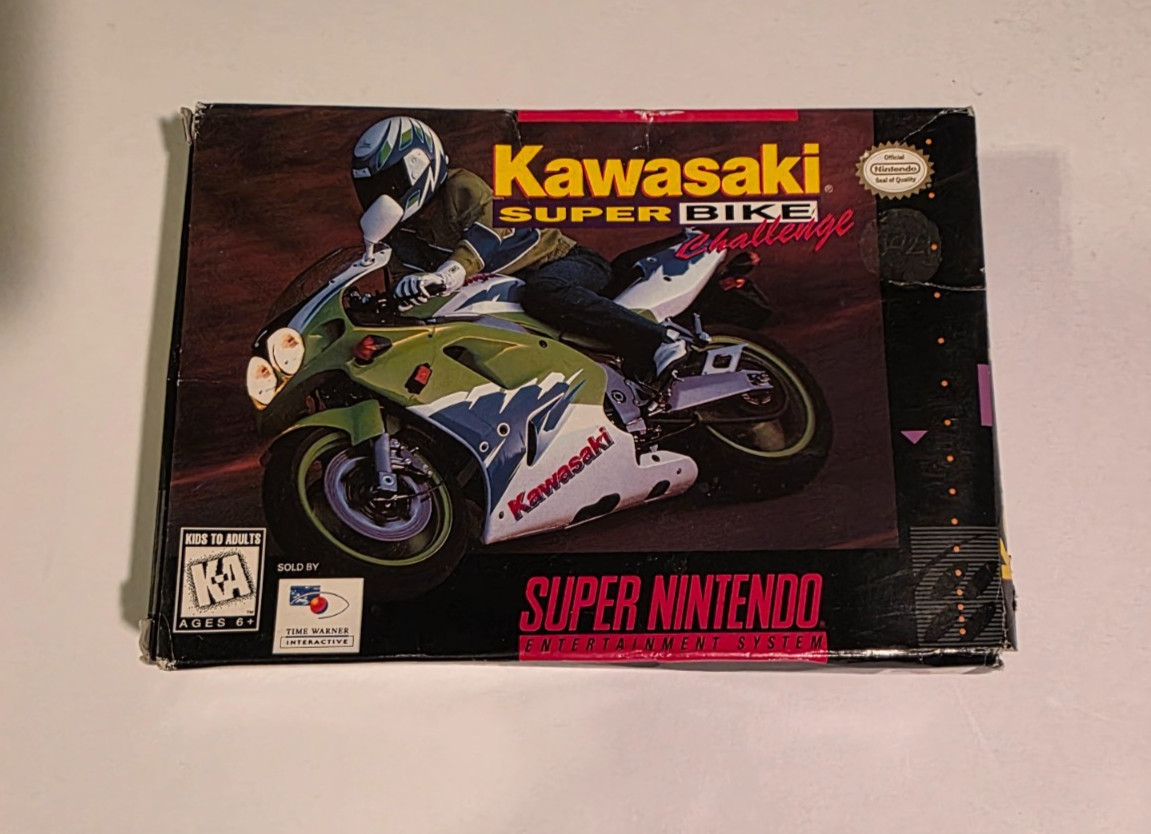 Kawasaki®
SUPER BIKE
Challenge
Official
Nintendo
Seal of Quality
Kawasaki
KIDS TO ADULTS
K-A
™
AGES 6+
SOLD BY
TIME WARNER
INTERACTIVE
SUPER NINTENDO®
ENTERTAINMENT SYSTEM